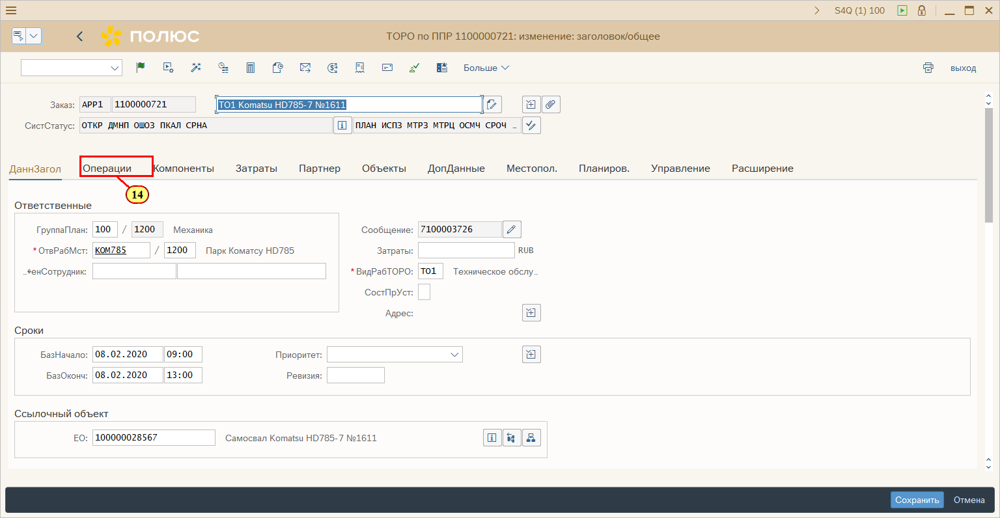 S4Q (1) 100
ПОЛЮС
ТОРО по ППР 1100000721: изменение: заголовок/общее
Больше
выход
Заказ: APP1 1100000721 ТО1 Komatsu HD785-7 №1611
СистСтатус: ОТКР ДМНП ОШОЗ ПКАЛ СРНА ПЛАН ИСПЗ МТРЗ МТРЦ ОСМЧ СРОЧ …
ДаннЗагол Операции Компоненты Затраты Партнер Объекты ДопДанные Местопол. Планиров. Управление Расширение
14
Ответственные
ГруппаПлан: 100 / 1200 Механика
Сообщение: 7100003726
* ОтвРабМст: KOM785 / 1200 Парк Коматсу HD785
Затраты: RUB
…�енСотрудник:
* ВидРабТОРО: ТО1 Техническое обслу…
СостПрУст:
Адрес:
Сроки
БазНачало: 08.02.2020 09:00 Приоритет:
БазОконч: 08.02.2020 13:00 Ревизия:
Ссылочный объект
ЕО: 100000028567 Самосвал Komatsu HD785-7 №1611
Сохранить Отмена